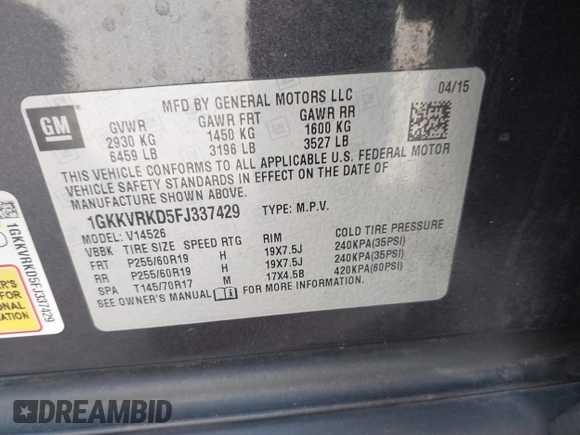 GM
MFD BY GENERAL MOTORS LLC
04/15
GVWR GAWR FRT GAWR RR
2930 KG 1450 KG 1600 KG
6459 LB 3196 LB 3527 LB
THIS VEHICLE CONFORMS TO ALL APPLICABLE U.S. FEDERAL MOTOR
VEHICLE SAFETY STANDARDS IN EFFECT ON THE DATE OF
MANUFACTURE SHOWN ABOVE.
1GKKVRKD5FJ337429 TYPE: M.P.V.
MODEL: V14526
VBBK TIRE SIZE SPEED RTG RIM COLD TIRE PRESSURE
FRT P255/60R19 H 19X7.5J 240KPA(35PSI)
RR P255/60R19 H 19X7.5J 240KPA(35PSI)
SPA T145/70R17 M 17X4.5B 420KPA(60PSI)
SEE OWNER'S MANUAL FOR MORE INFORMATION
1GKKVRKD5FJ337429
FOR
DREAMBID